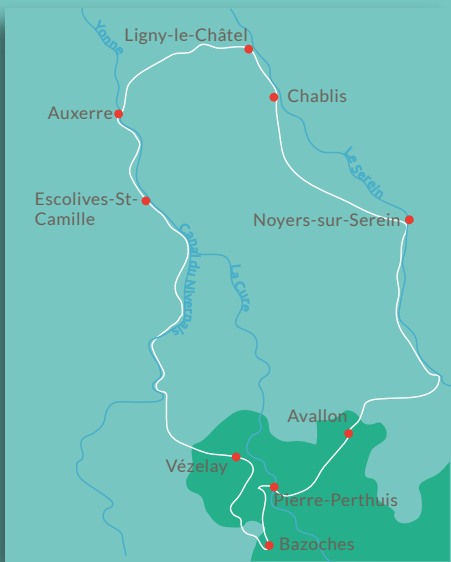 Yonne
Ligny-le-Châtel
Chablis
Auxerre
Le Serein
Escolives-St-
Camille
Noyers-sur-Serein
Canal du Nivernais
La Cure
Avallon
Vézelay
Pierre-Perthuis
Bazoches